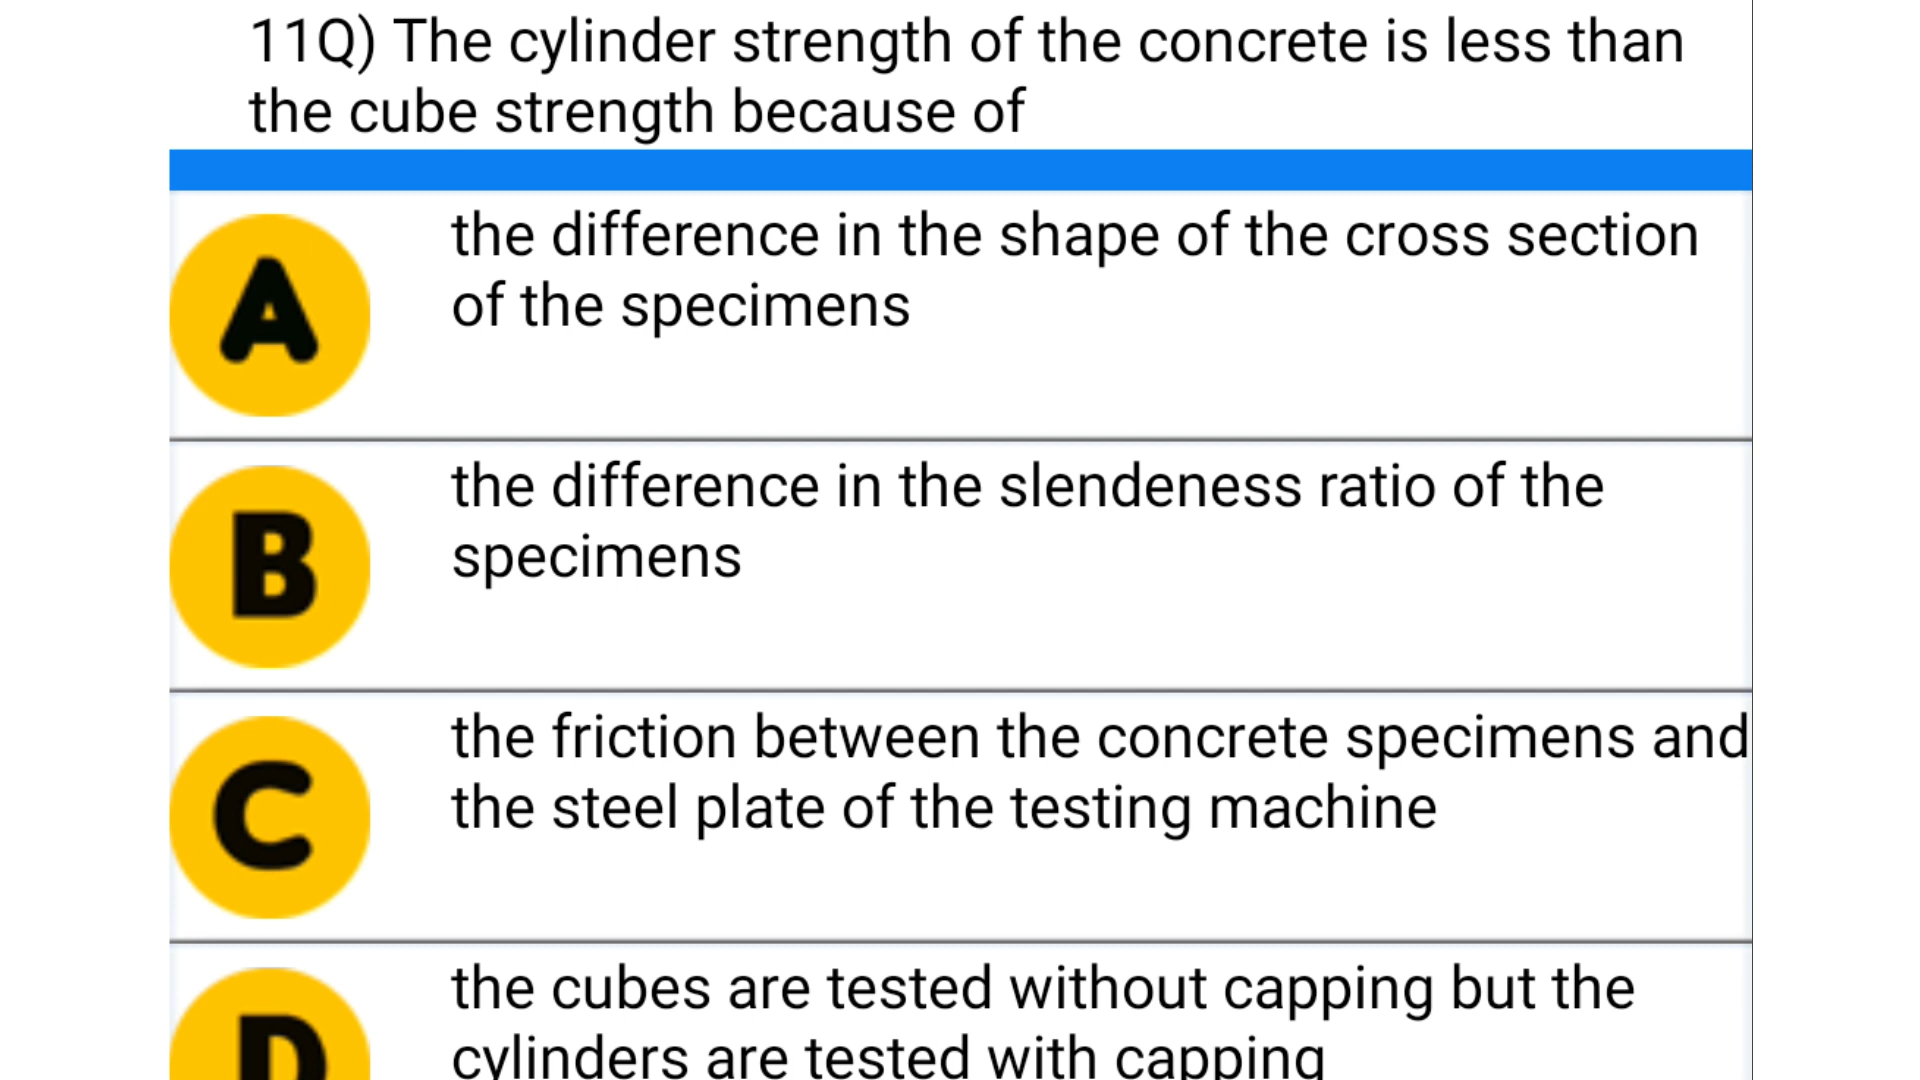 11Q) The cylinder strength of the concrete is less than
the cube strength because of
A
the difference in the shape of the cross section
of the specimens
B
the difference in the slendeness ratio of the
specimens
C
the friction between the concrete specimens and
the steel plate of the testing machine
D
the cubes are tested without capping but the
cylinders are tested with capping